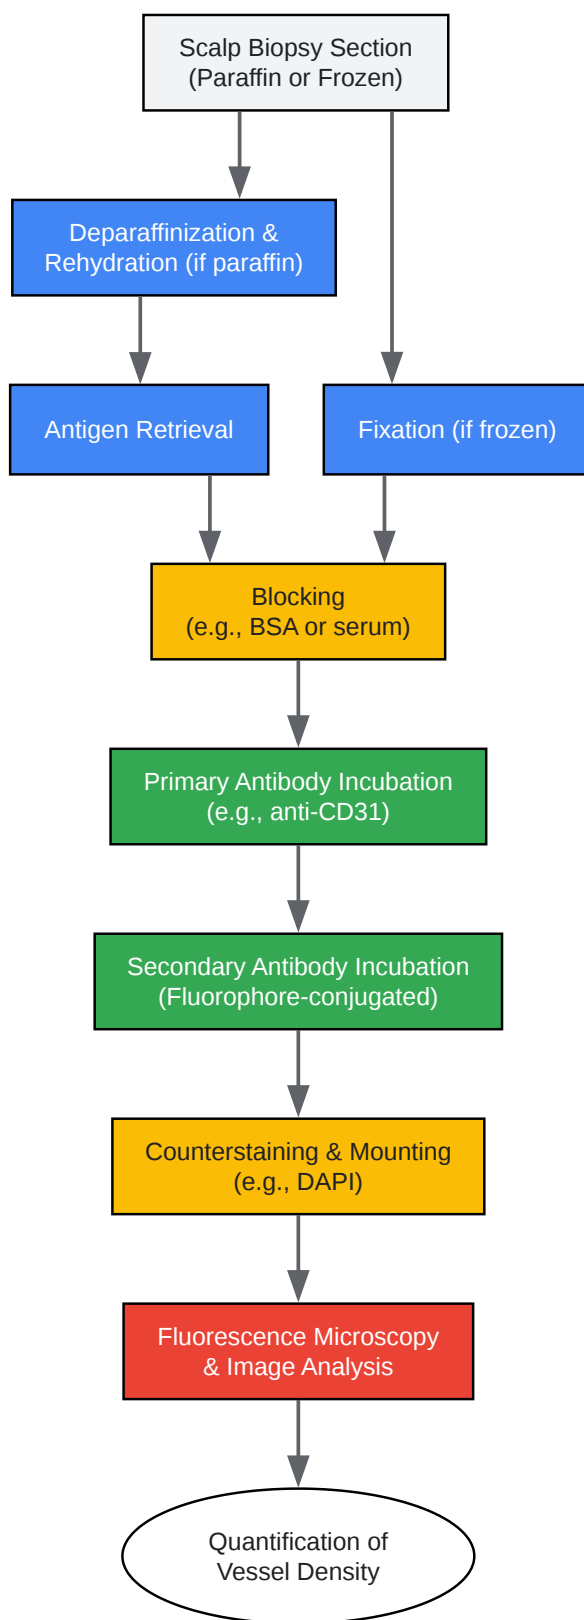 Scalp Biopsy Section
(Paraffin or Frozen)
Deparaffinization &
Rehydration (if paraffin)
Antigen Retrieval
Fixation (if frozen)
Blocking
(e.g., BSA or serum)
Primary Antibody Incubation
(e.g., anti-CD31)
Secondary Antibody Incubation
(Fluorophore-conjugated)
Counterstaining & Mounting
(e.g., DAPI)
Fluorescence Microscopy
& Image Analysis
Quantification of
Vessel Density